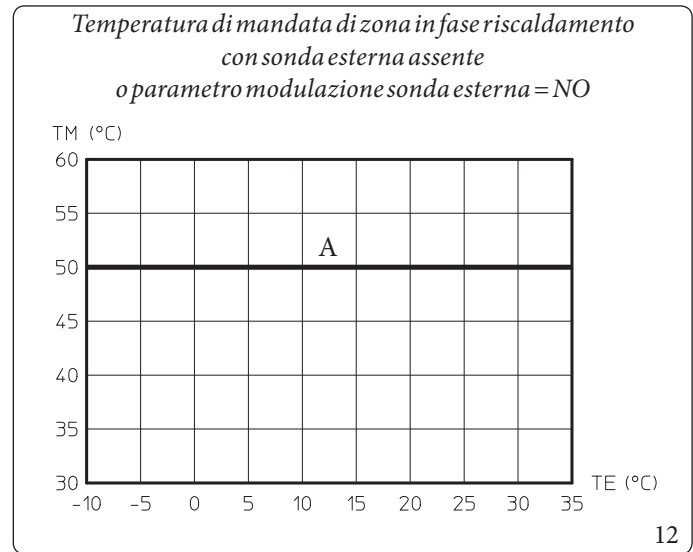 Temperatura di mandata di zona in fase riscaldamento
con sonda esterna assente
o parametro modulazione sonda esterna = NO
TM (°C)
60
55
A
50
45
40
35
30
TE (°C)
-10 -5 0 5 10 15 20 25 30 35
12